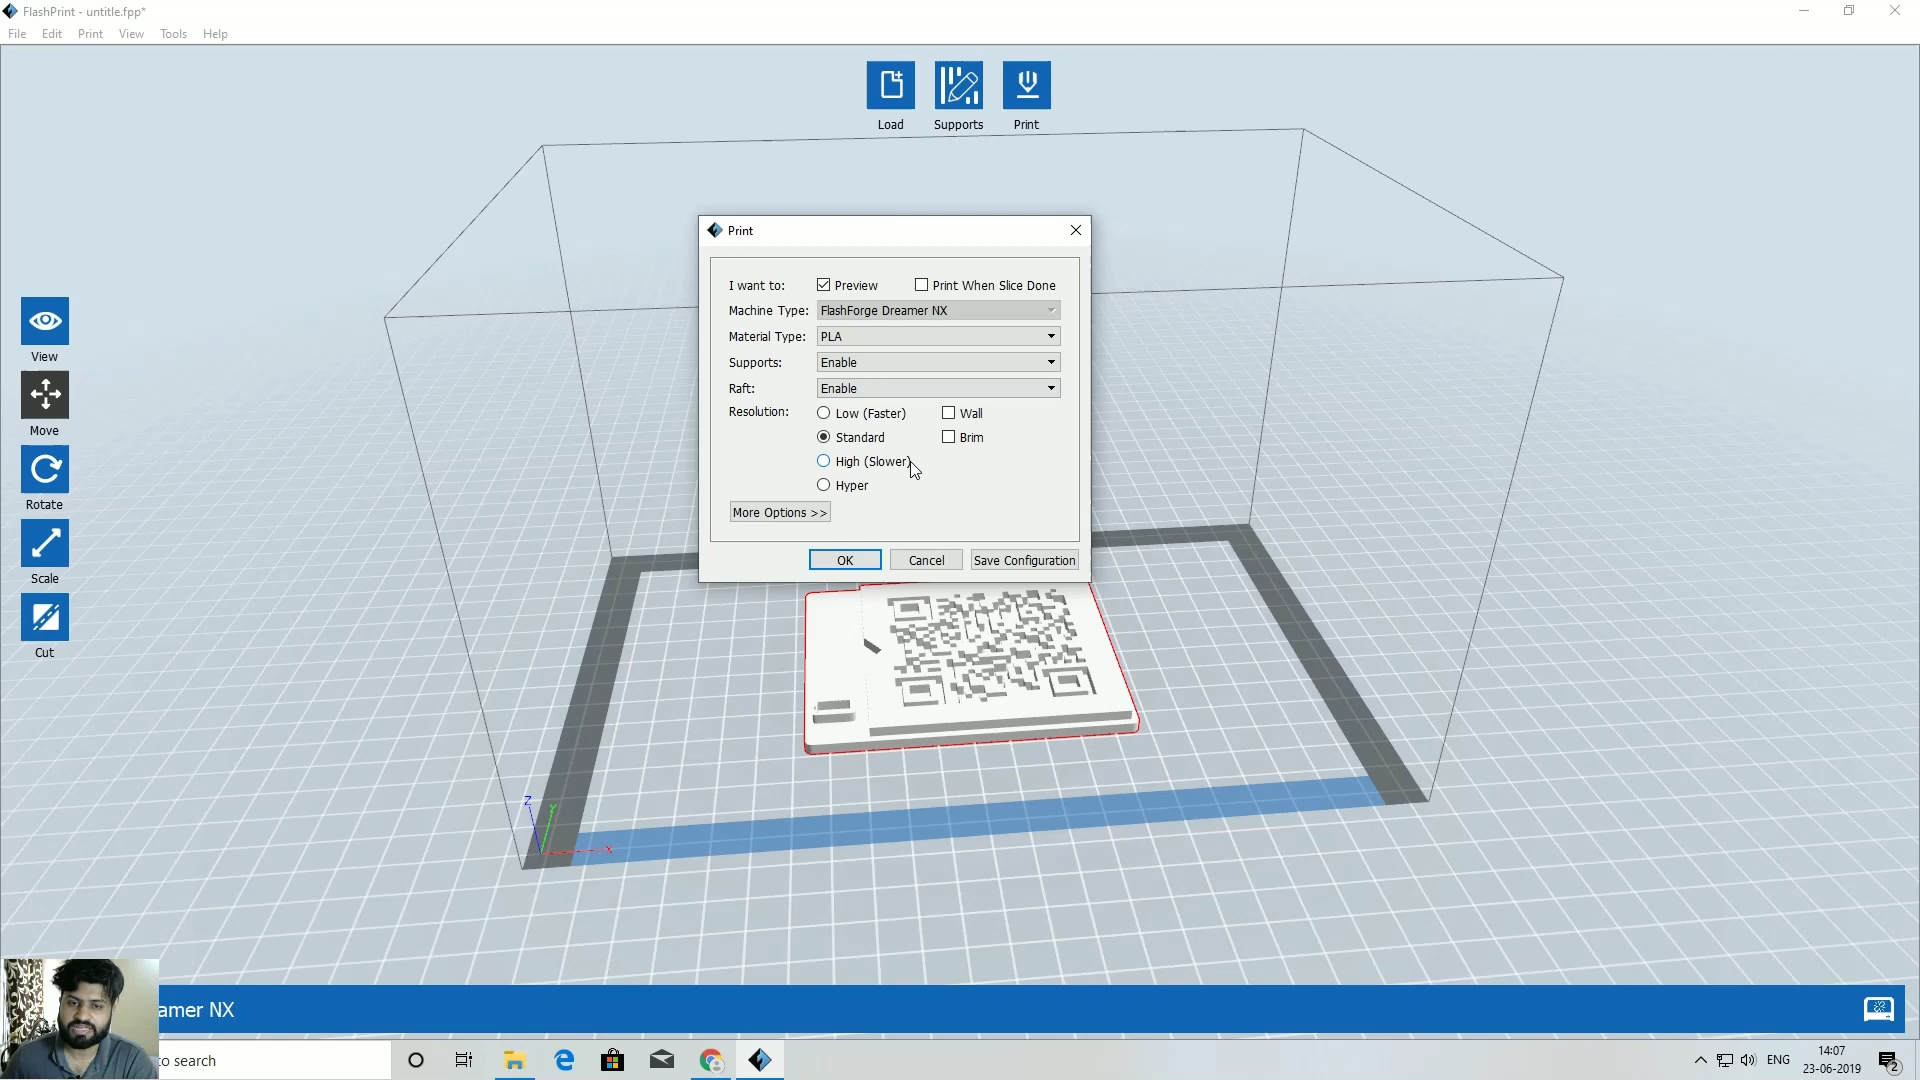 FlashPrint - untitle.fpp*
File Edit Print View Tools Help
Load Supports Print
Print
I want to: Preview Print When Slice Done
Machine Type: FlashForge Dreamer NX
Material Type: PLA
Supports: Enable
Raft: Enable
Resolution: Low (Faster) Wall
Standard Brim
High (Slower)
Hyper
More Options >>
OK Cancel Save Configuration
View
Move
Rotate
Scale
Cut
Z Y X
amer NX
to search
ENG
14:07
23-06-2019
2